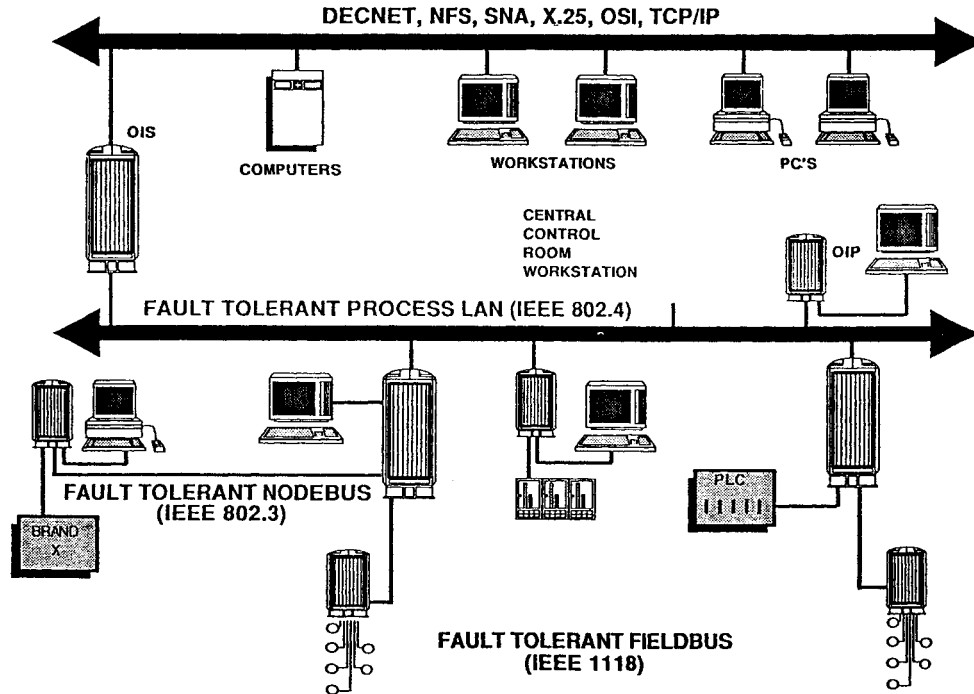 DECNET, NFS, SNA, X.25, OSI, TCP/IP
OIS
COMPUTERS
WORKSTATIONS
PC'S
CENTRAL
CONTROL
ROOM
WORKSTATION
OIP
FAULT TOLERANT PROCESS LAN (IEEE 802.4)
FAULT TOLERANT NODEBUS
(IEEE 802.3)
PLC
BRAND
X
FAULT TOLERANT FIELDBUS
(IEEE 1118)